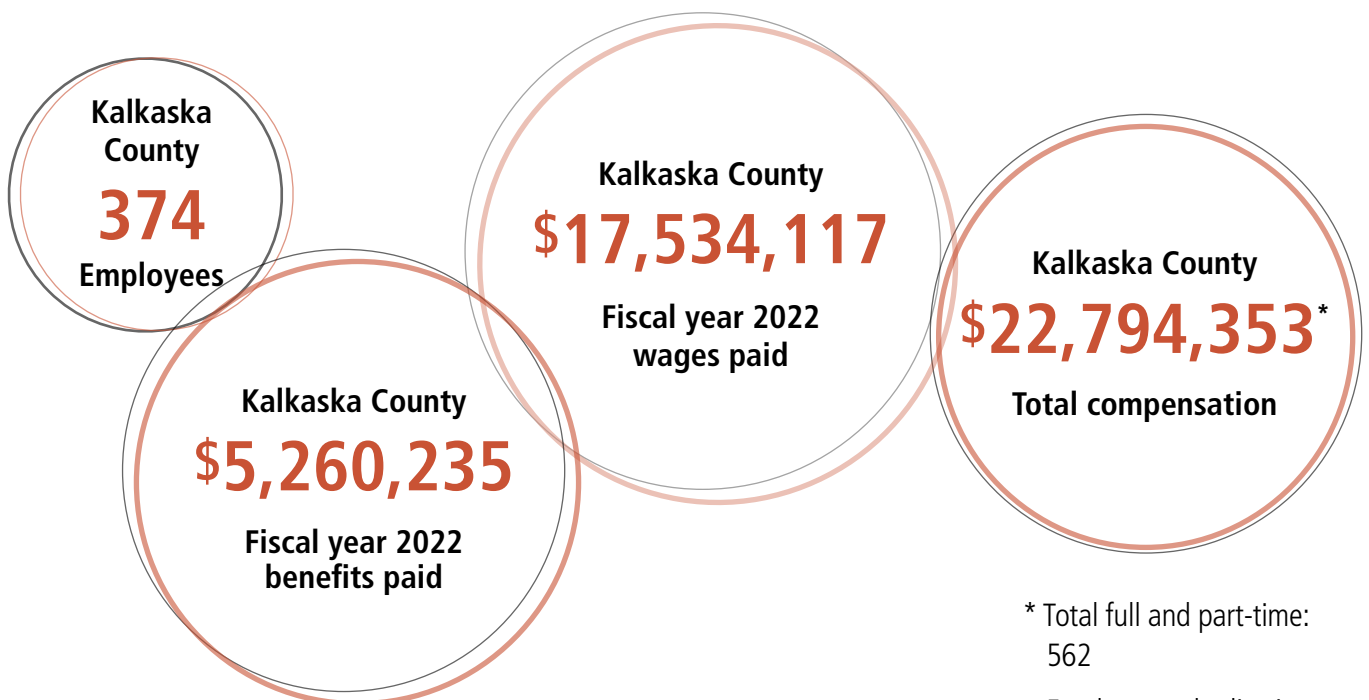 Kalkaska
County
374
Employees
Kalkaska County
$5,260,235
Fiscal year 2022
benefits paid
Kalkaska County
$17,534,117
Fiscal year 2022
wages paid
Kalkaska County
$22,794,353*
Total compensation
* Total full and part-time:
562